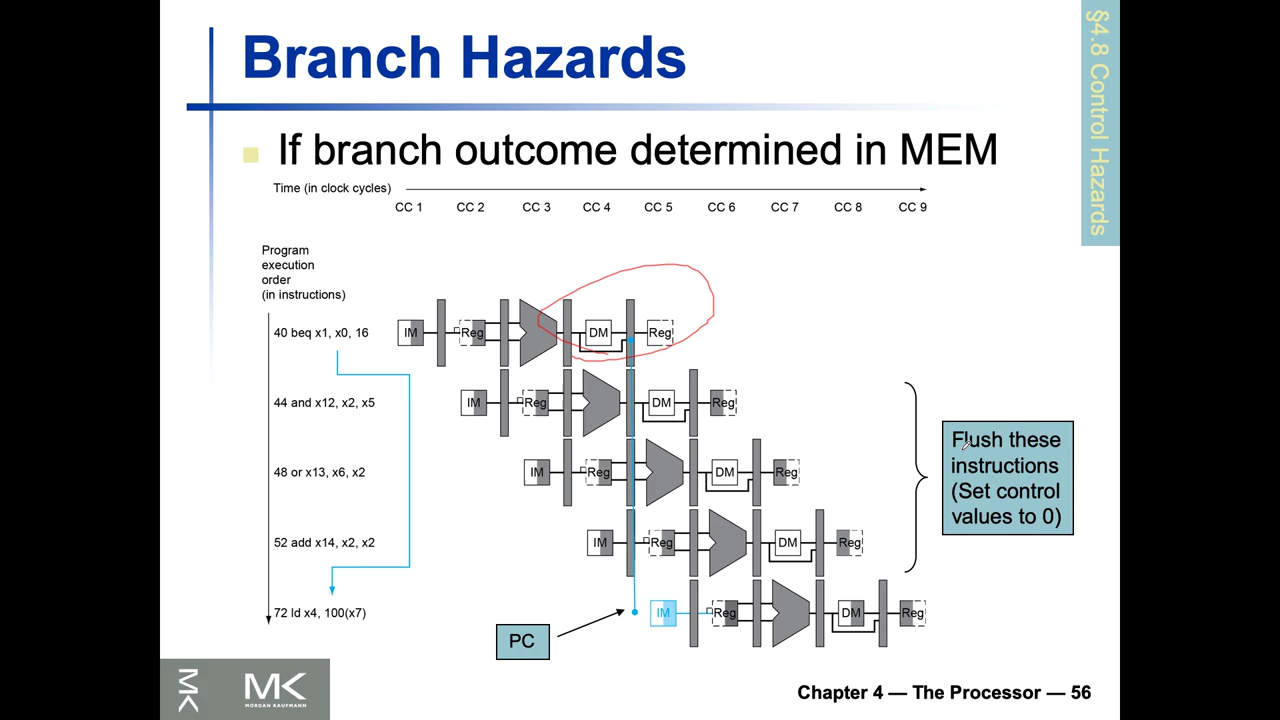 Branch Hazards
§4.8 Control Hazards
If branch outcome determined in MEM
Time (in clock cycles)
CC 1 CC 2 CC 3 CC 4 CC 5 CC 6 CC 7 CC 8 CC 9
Program
execution
order
(in instructions)
40 beq x1, x0, 16 IM Reg DM Reg
44 and x12, x2, x5 IM Reg DM Reg
48 or x13, x6, x2 IM Reg DM Reg
52 add x14, x2, x2 IM Reg DM Reg
72 ld x4, 100(x7) IM Reg DM Reg
Flush these
instructions
(Set control
values to 0)
PC
MK
MK
MORGAN KAUFMANN
Chapter 4 — The Processor — 56